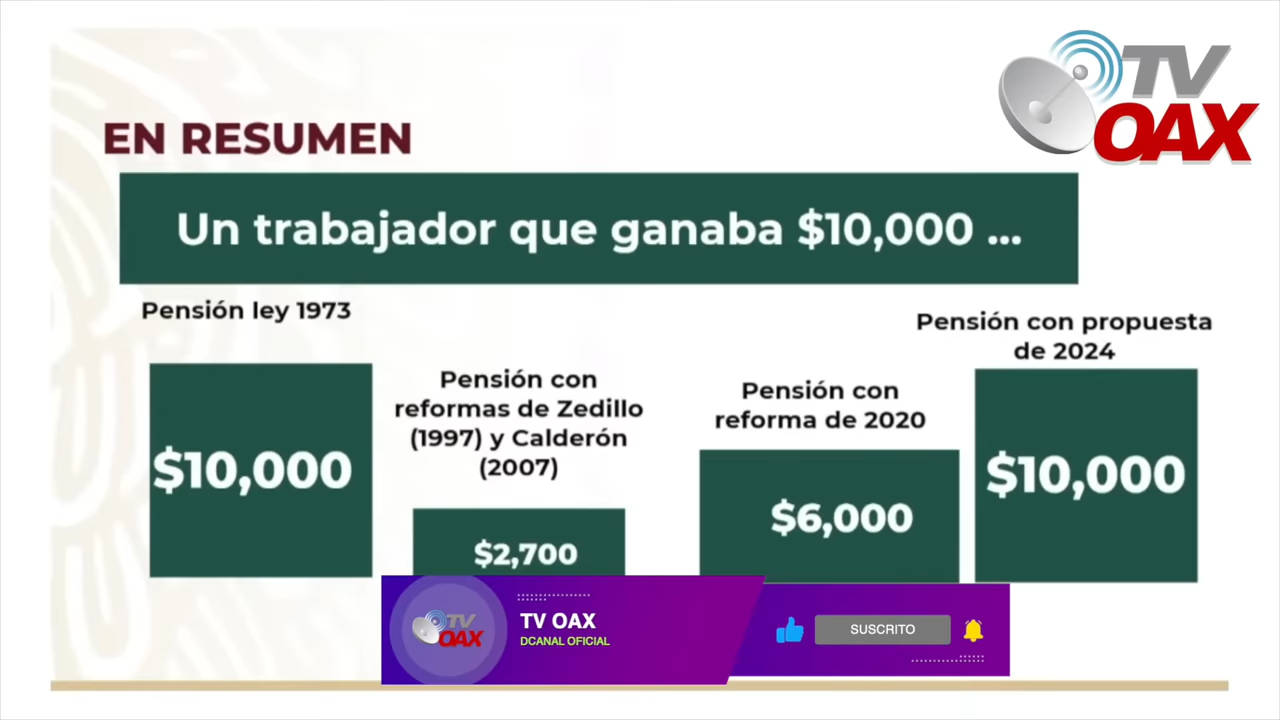 TV
OAX
EN RESUMEN
Un trabajador que ganaba $10,000 ...
Pensión ley 1973
$10,000
Pensión con
reformas de Zedillo
(1997) y Calderón
(2007)
$2,700
Pensión con
reforma de 2020
$6,000
Pensión con propuesta
de 2024
$10,000
TV
OAX
TV OAX
DCANAL OFICIAL
SUSCRITO